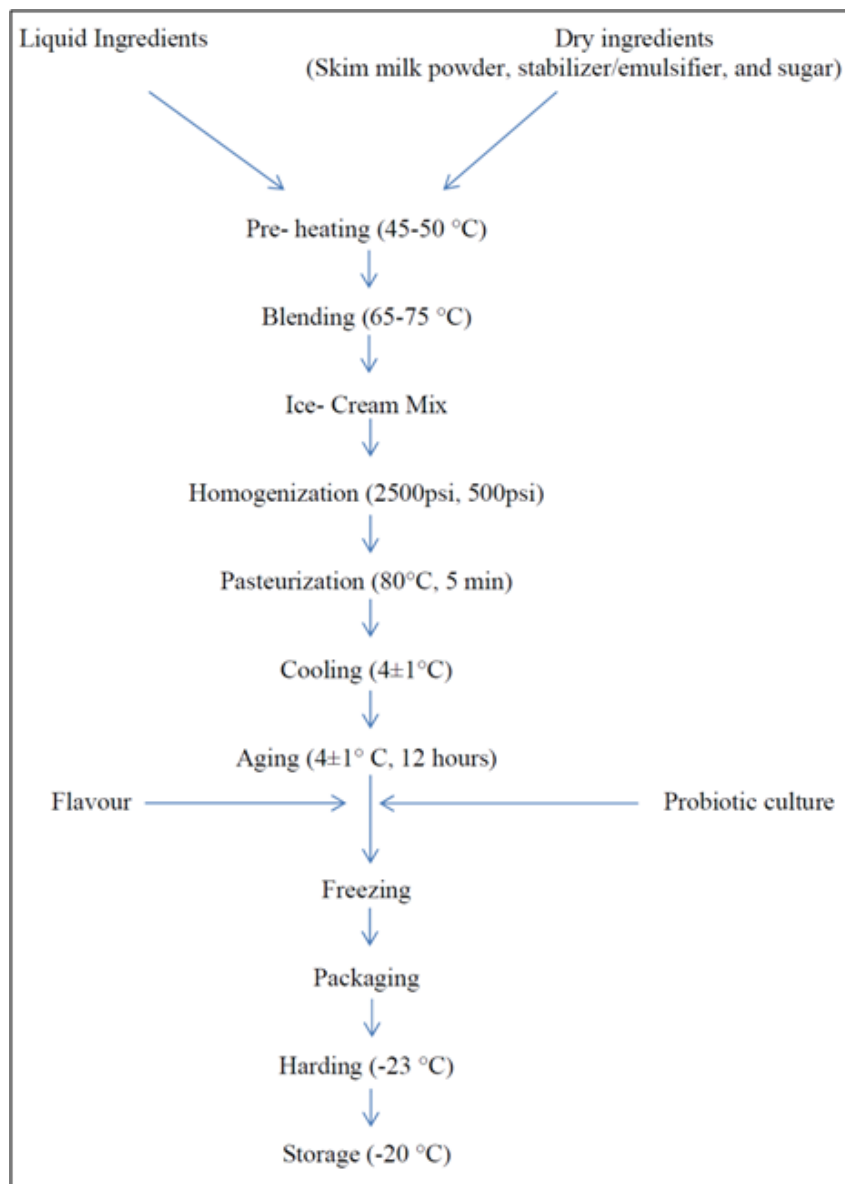 Liquid Ingredients
Dry ingredients
(Skim milk powder, stabilizer/emulsifier, and sugar)
Pre- heating (45-50 °C)
Blending (65-75 °C)
Ice- Cream Mix
Homogenization (2500psi, 500psi)
Pasteurization (80°C, 5 min)
Cooling (4±1°C)
Aging (4±1° C, 12 hours)
Flavour
Probiotic culture
Freezing
Packaging
Harding (-23 °C)
Storage (-20 °C)